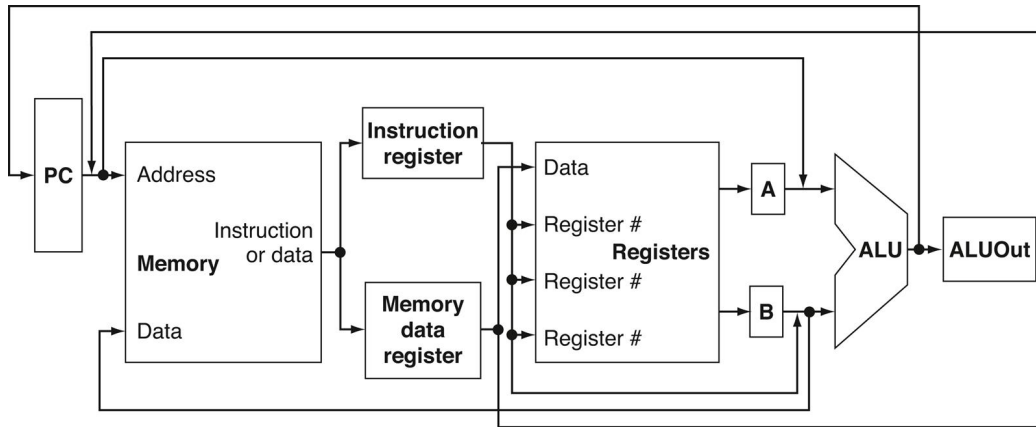 PC
Address
Instruction
or data
Memory
Data
Instruction
register
Memory
data
register
Data
Register #
Registers
Register #
Register #
A
B
ALU
ALUOut